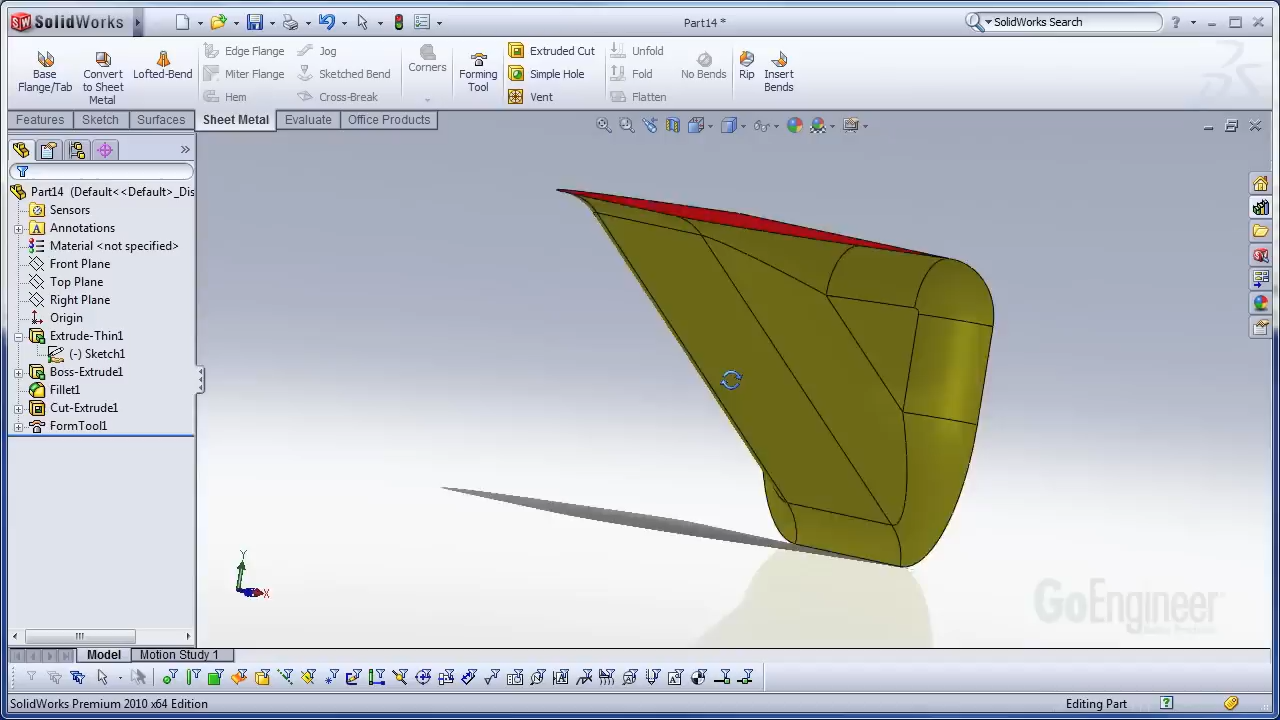 SolidWorks
Part14 *
SolidWorks Search
Base Flange/Tab
Convert to Sheet Metal
Lofted-Bend
Edge Flange
Miter Flange
Hem
Jog
Sketched Bend
Cross-Break
Corners
Forming Tool
Extruded Cut
Simple Hole
Vent
Unfold
Fold
Flatten
No Bends
Rip
Insert Bends
Features
Sketch
Surfaces
Sheet Metal
Evaluate
Office Products
Part14 (Default<<Default>_Dis
Sensors
Annotations
Material <not specified>
Front Plane
Top Plane
Right Plane
Origin
Extrude-Thin1
(-) Sketch1
Boss-Extrude1
Fillet1
Cut-Extrude1
FormTool1
Y
X
GoEngineer
Model
Motion Study 1
SolidWorks Premium 2010 x64 Edition
Editing Part